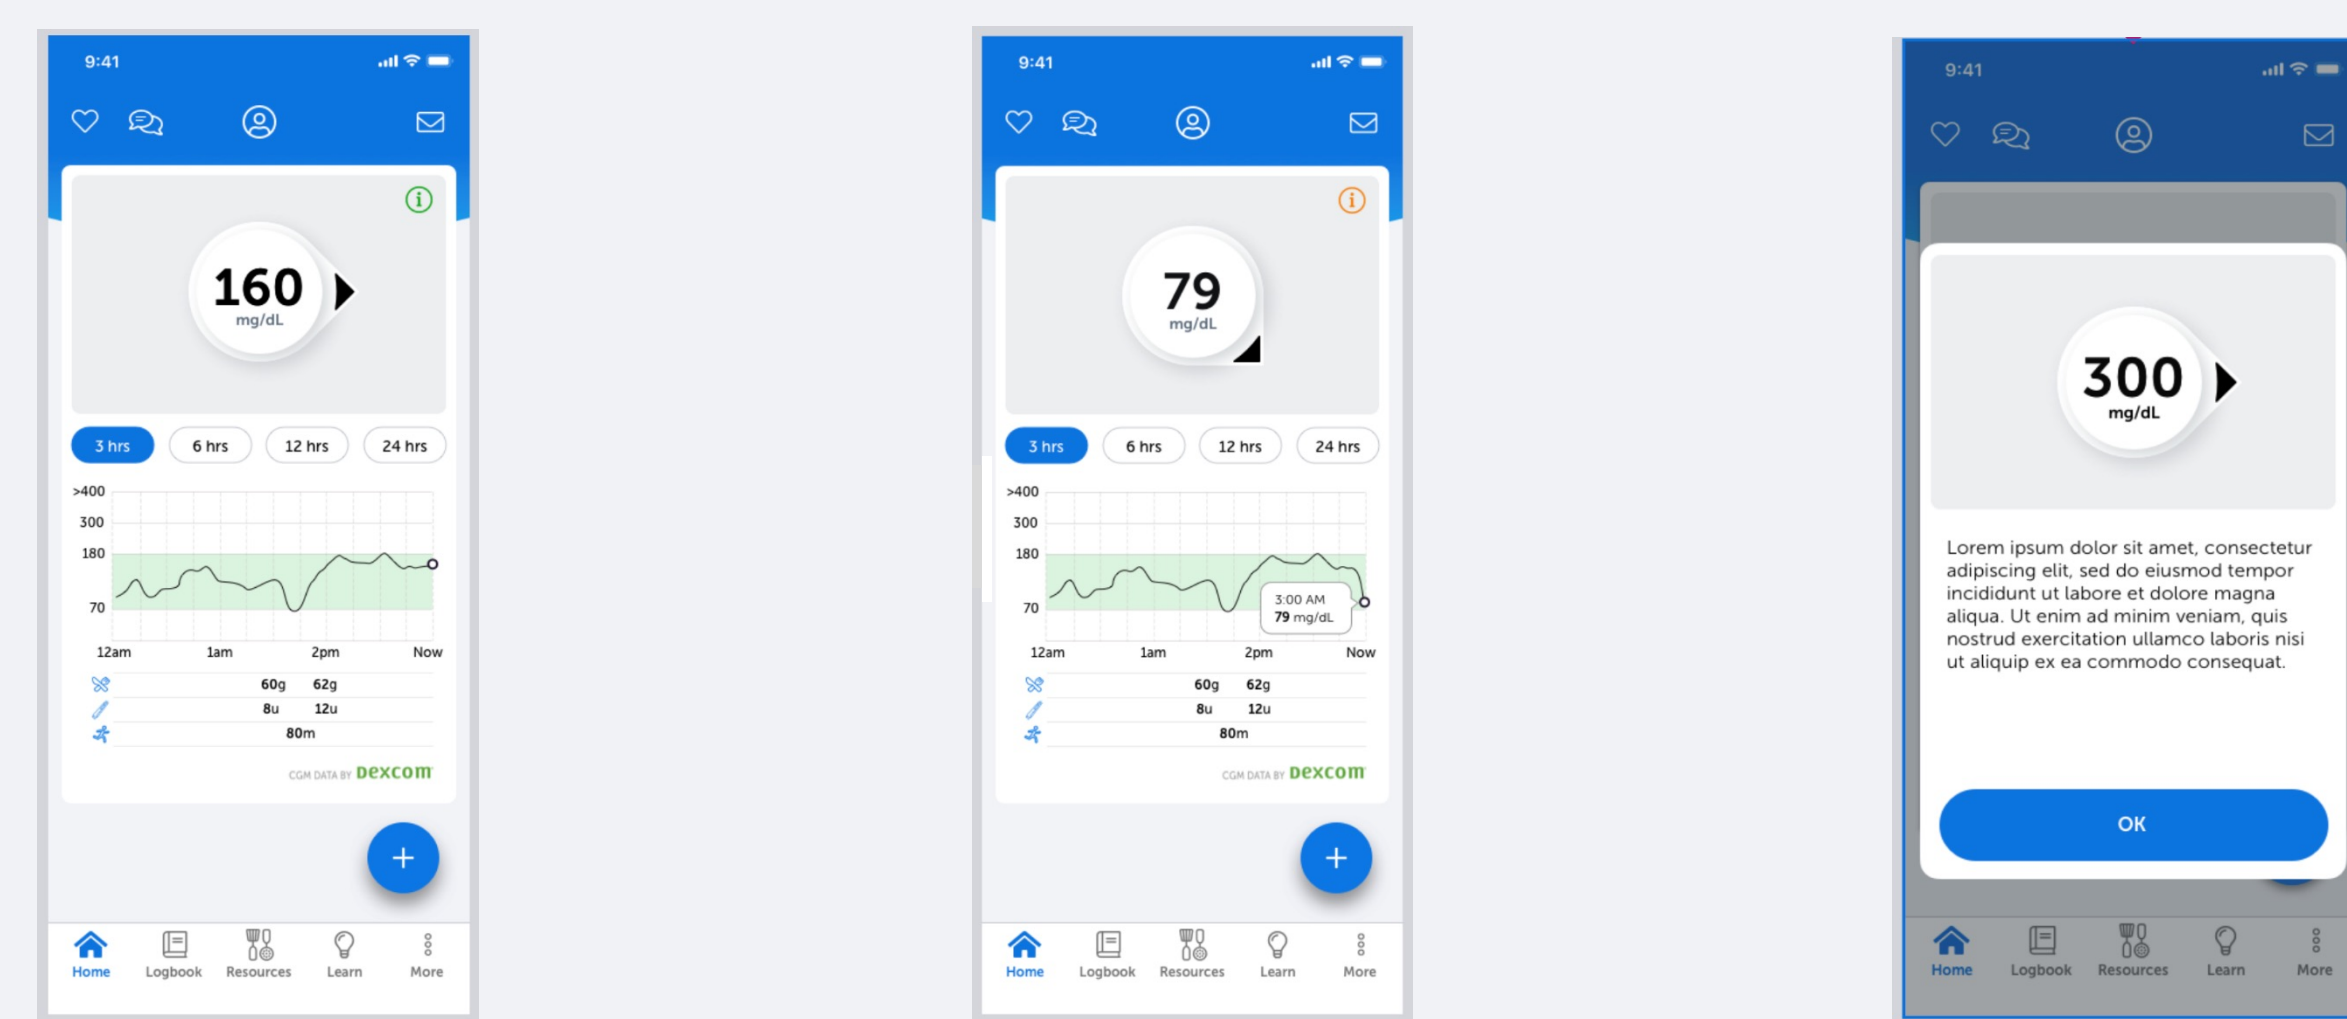 9:41
160
mg/dL
3 hrs 6 hrs 12 hrs 24 hrs
>400
300
180
70
12am 1am 2pm Now
60g 62g
8u 12u
80m
CGM DATA BY Dexcom
+
Home Logbook Resources Learn More
9:41
79
mg/dL
3 hrs 6 hrs 12 hrs 24 hrs
>400
300
180
70
3:00 AM
79 mg/dL
12am 1am 2pm Now
60g 62g
8u 12u
80m
CGM DATA BY Dexcom
+
Home Logbook Resources Learn More
9:41
300
mg/dL
Lorem ipsum dolor sit amet, consectetur
adipiscing elit, sed do eiusmod tempor
incididunt ut labore et dolore magna
aliqua. Ut enim ad minim veniam, quis
nostrud exercitation ullamco laboris nisi
ut aliquip ex ea commodo consequat.
OK
Home Logbook Resources Learn More